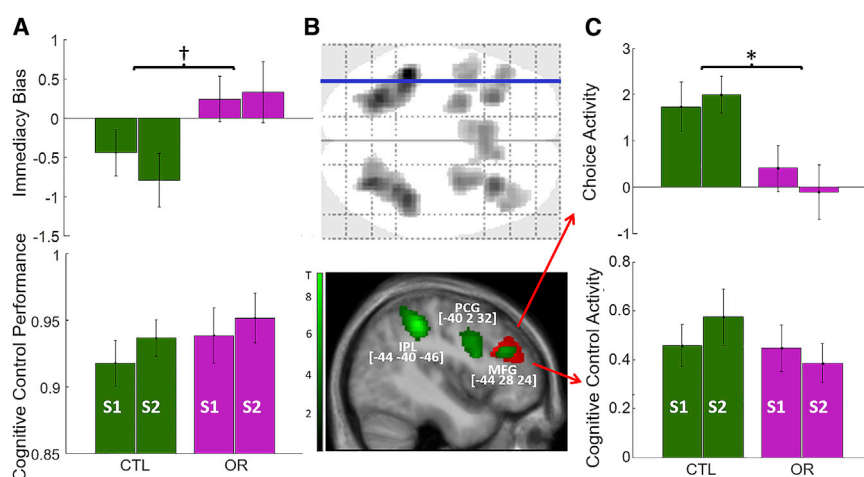 A
Immediacy Bias
1
0.5
0
-0.5
-1
-1.5
†
Cognitive Control Performance
0.95
0.9
0.85
S1
S2
S1
S2
CTL
OR
B
T
8
6
4
2
IPL
[-44 -40 -46]
PCG
[-40 2 32]
MFG
[-44 28 24]
C
Choice Activity
3
2
1
0
-1
*
Cognitive Control Activity
0.8
0.6
0.4
0.2
0
S1
S2
S1
S2
CTL
OR